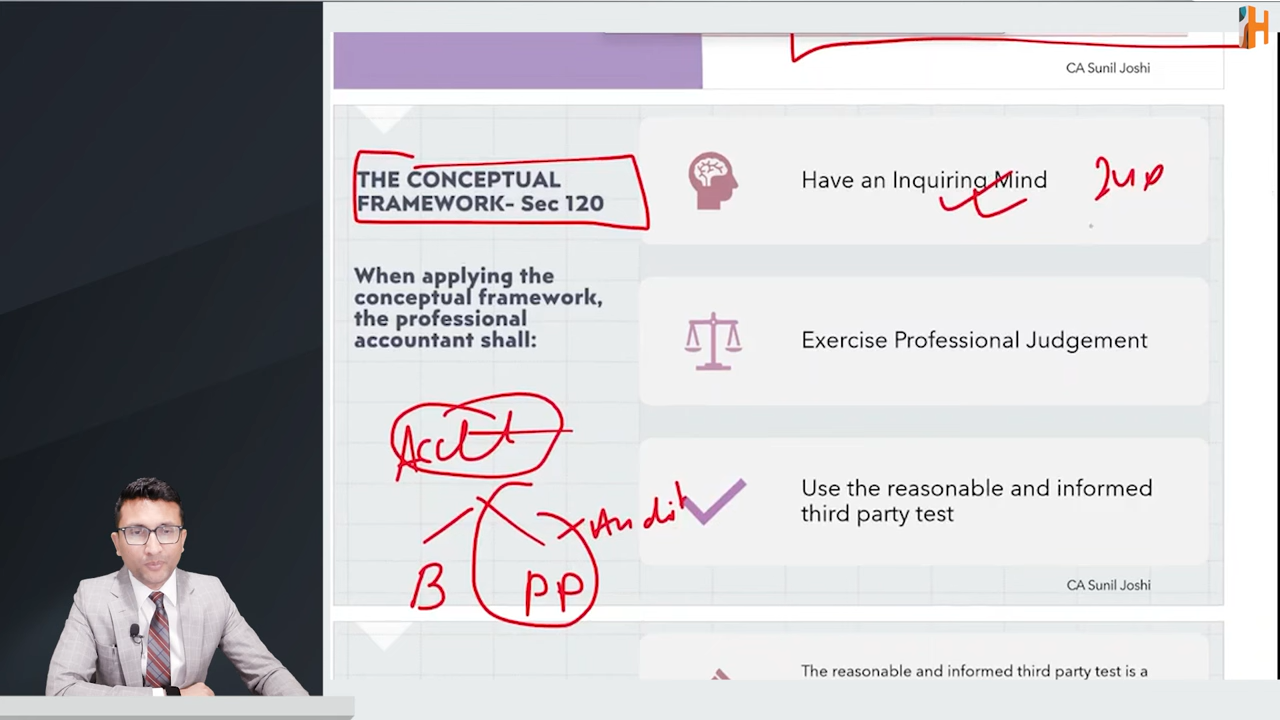 CA Sunil Joshi
THE CONCEPTUAL
FRAMEWORK- Sec 120
When applying the
conceptual framework,
the professional
accountant shall:
Have an Inquiring Mind
Exercise Professional Judgement
Use the reasonable and informed
third party test
Acct
B
PP
Audit
CA Sunil Joshi
The reasonable and informed third party test is a
H